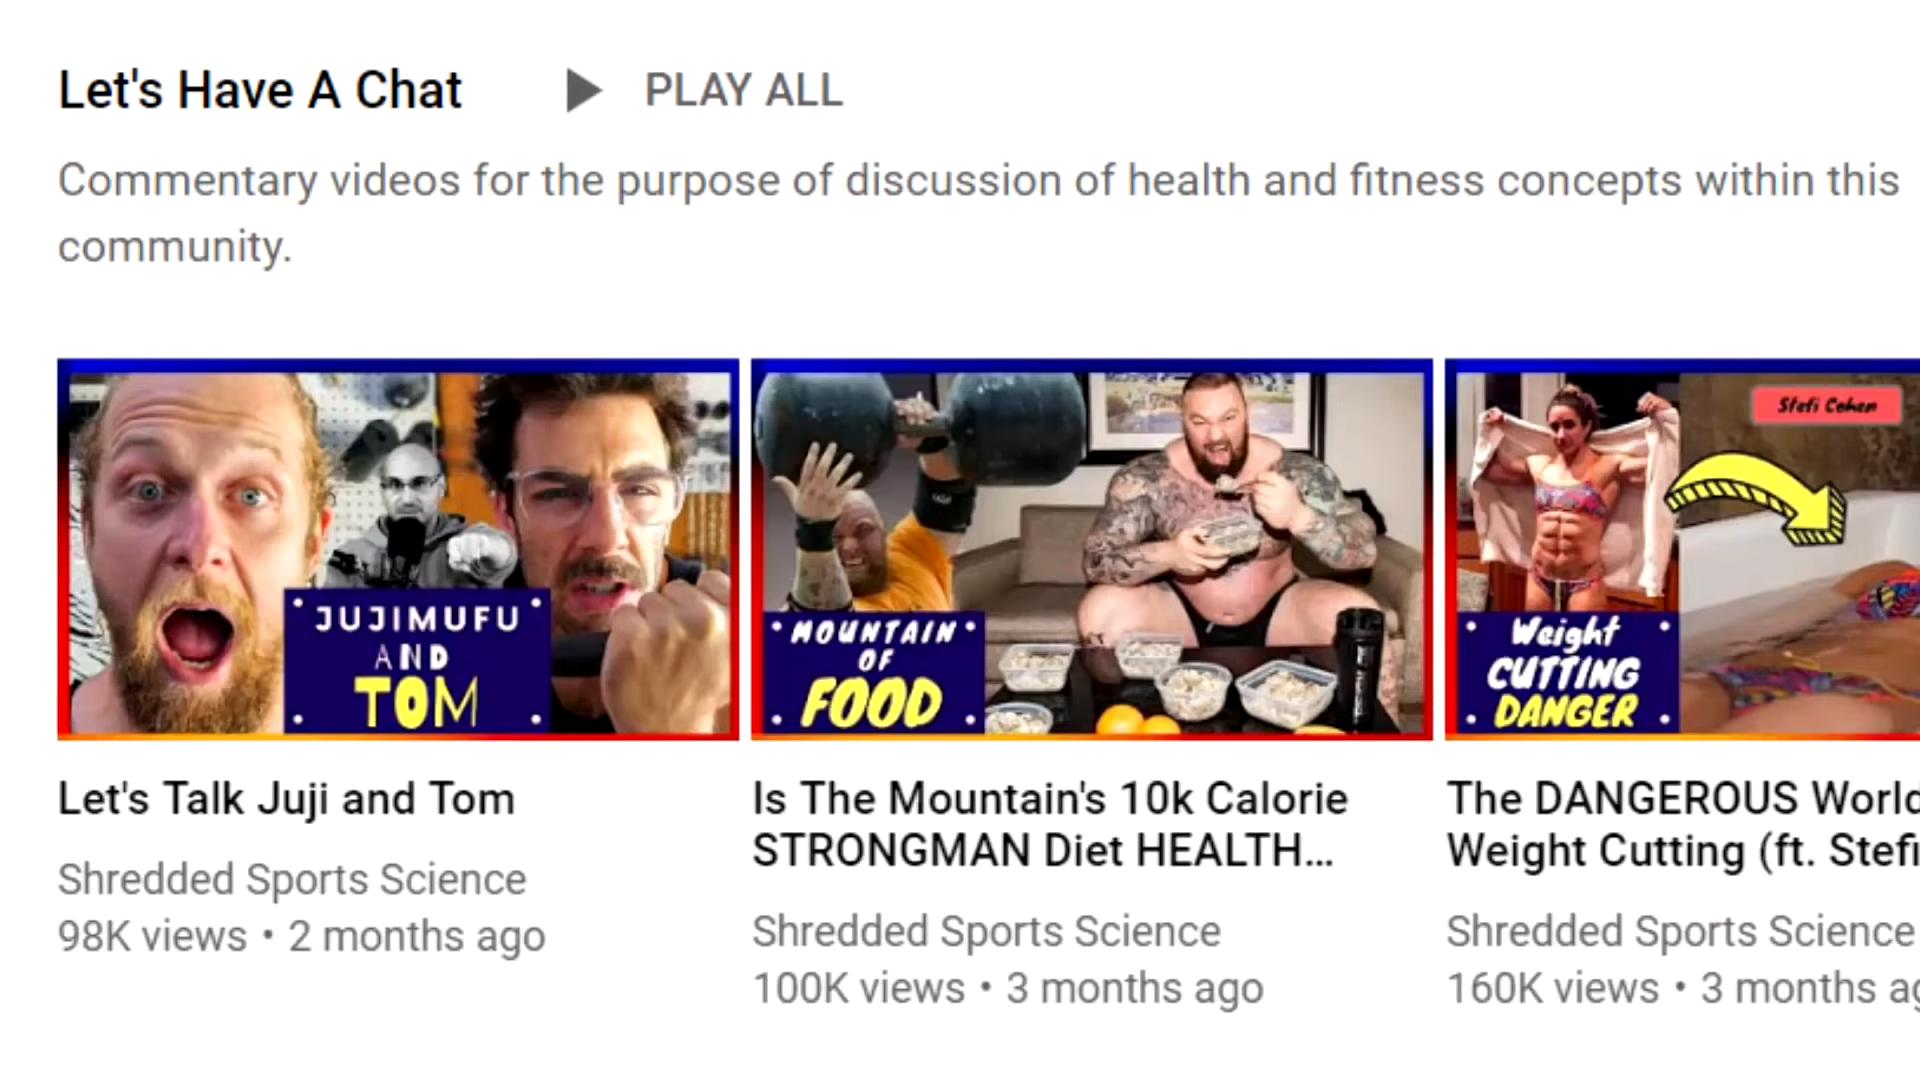 Let's Have A Chat
PLAY ALL
Commentary videos for the purpose of discussion of health and fitness concepts within this
community.
JUJIMUFU
AND
TOM
MOUNTAIN
OF
FOOD
Stefi Cohen
Weight
CUTTING
DANGER
Let's Talk Juji and Tom
Shredded Sports Science
98K views • 2 months ago
Is The Mountain's 10k Calorie
STRONGMAN Diet HEALTH...
Shredded Sports Science
100K views • 3 months ago
The DANGEROUS World
Weight Cutting (ft. Stefi
Shredded Sports Science
160K views • 3 months ag